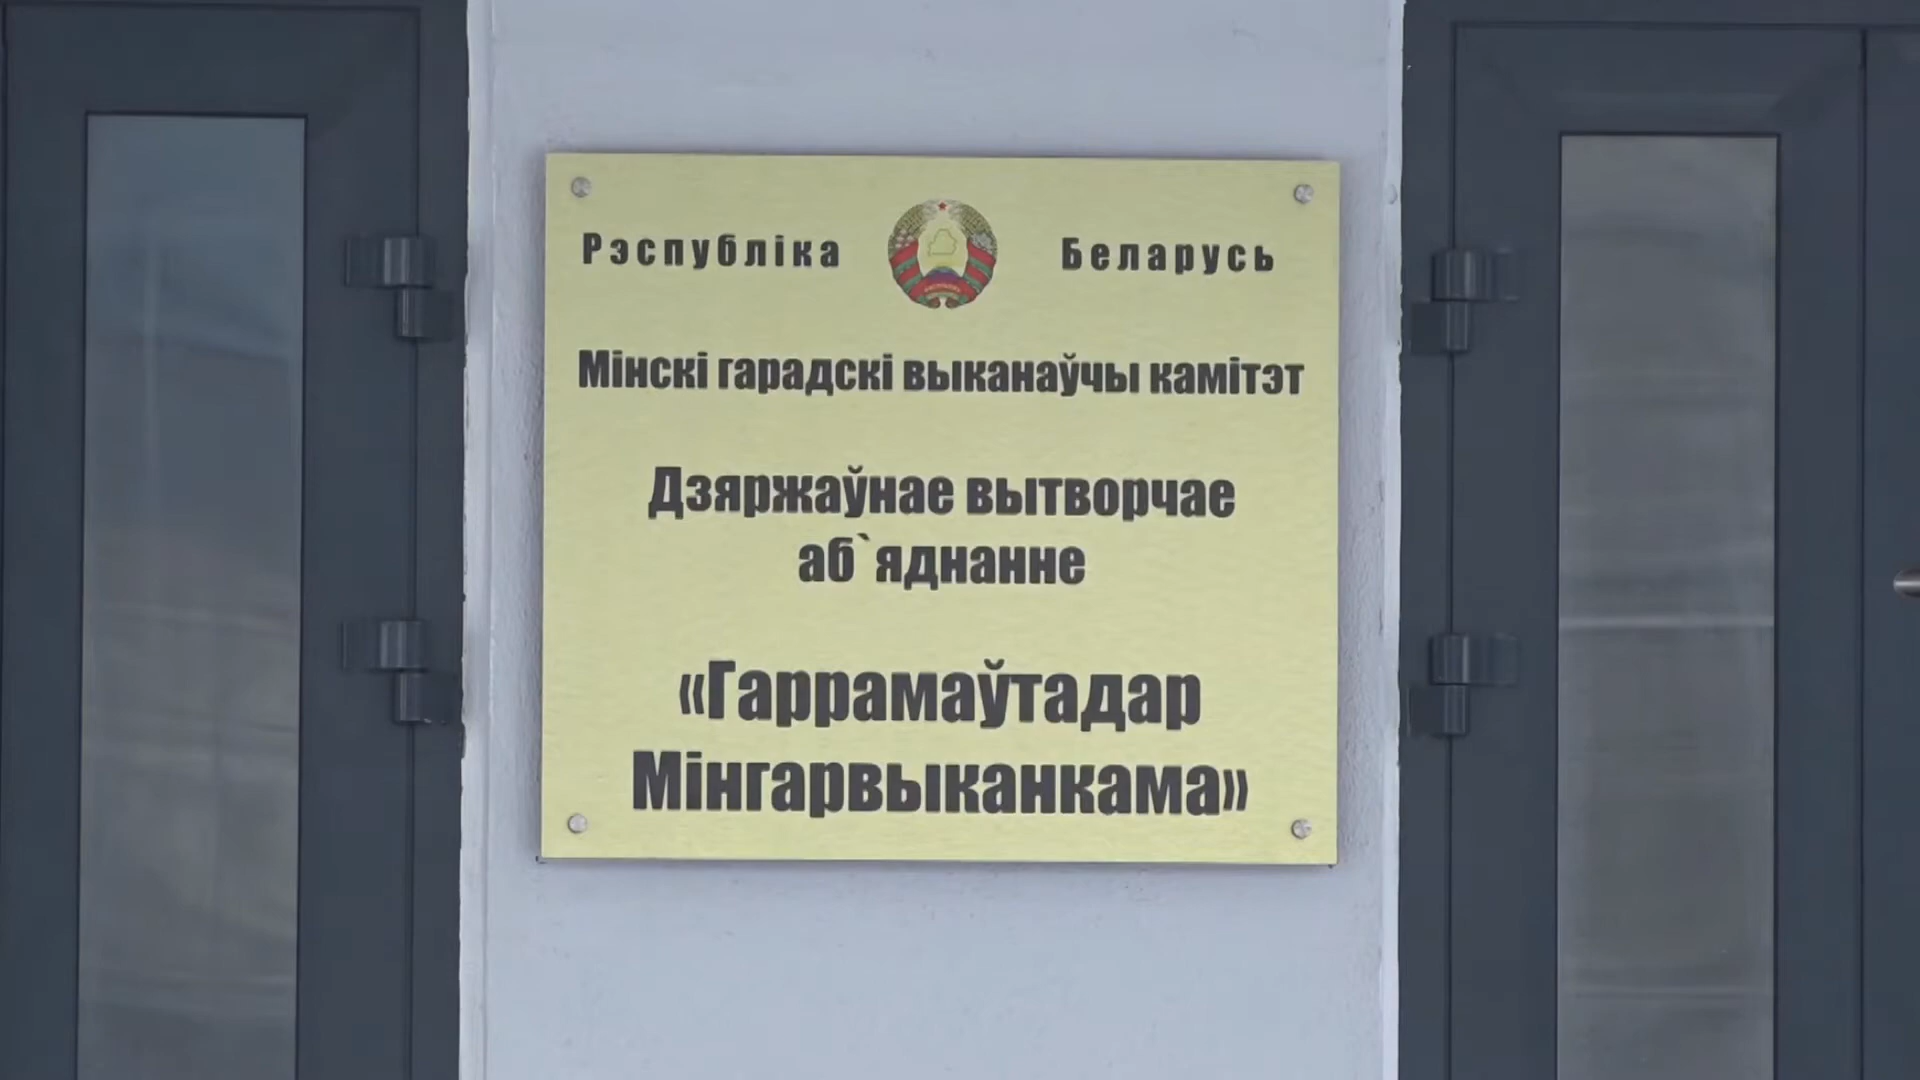 Рэспубліка Беларусь
Мінскі гарадскі выканаўчы камітэт
Дзяржаўнае вытворчае
аб`яднанне
«Гаррамаўтадар
Мінгарвыканкама»